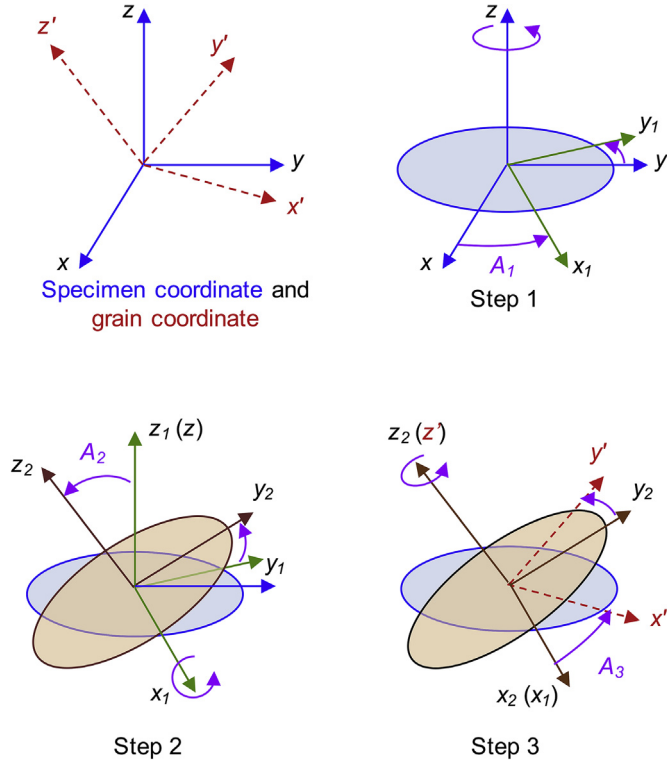 z'
y'
z
y
x'
x
Specimen coordinate and
grain coordinate
z
y₁
y
x
A₁
x₁
Step 1
z₁ (z)
A₂
z₂
y₂
y₁
x₁
Step 2
z₂ (z')
y'
y₂
x'
A₃
x₂ (x₁)
Step 3